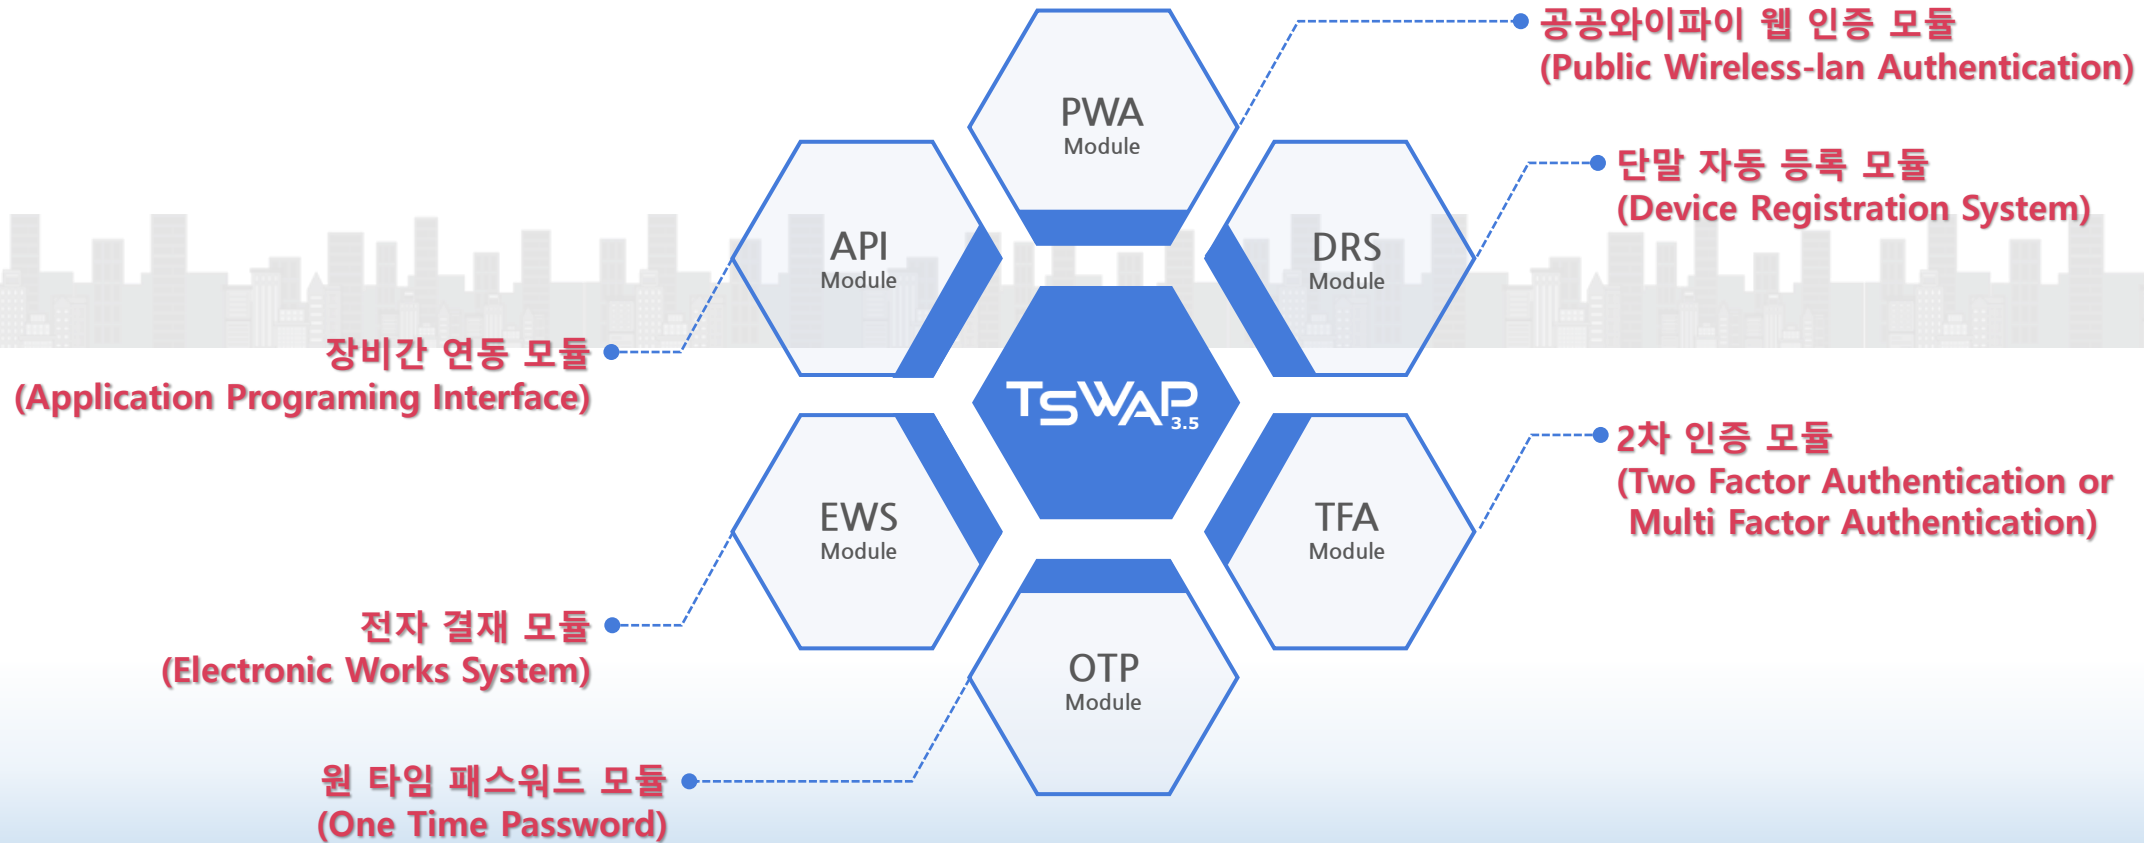 공공와이파이 웹 인증 모듈
(Public Wireless-lan Authentication)
PWA
Module
단말 자동 등록 모듈
(Device Registration System)
API
Module
DRS
Module
장비간 연동 모듈
(Application Programing Interface)
TSWAP
3.5
2차 인증 모듈
(Two Factor Authentication or
Multi Factor Authentication)
EWS
Module
TFA
Module
전자 결재 모듈
(Electronic Works System)
OTP
Module
원 타임 패스워드 모듈
(One Time Password)